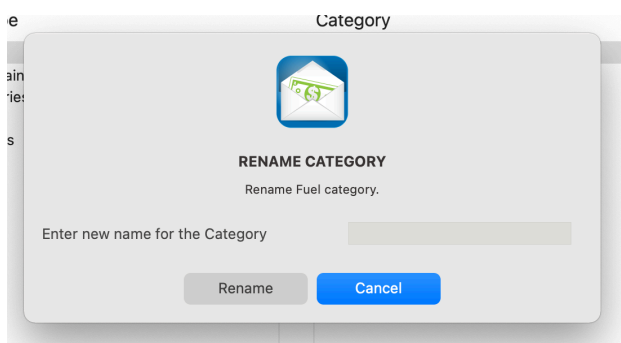 Category
RENAME CATEGORY
Rename Fuel category.
Enter new name for the Category
Rename
Cancel